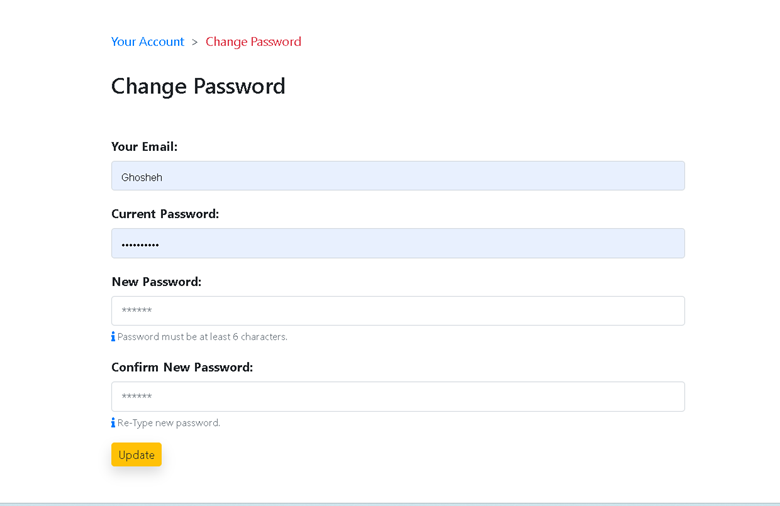 Your Account > Change Password
Change Password
Your Email:
Ghosheh
Current Password:
••••••••••
New Password:
******
Password must be at least 6 characters.
Confirm New Password:
******
Re-Type new password.
Update